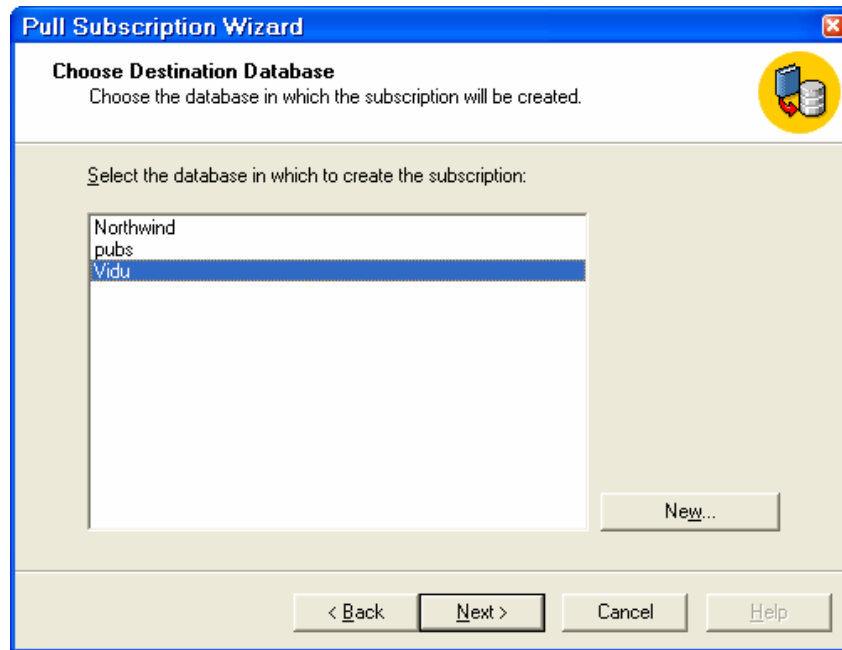 Pull Subscription Wizard
Choose Destination Database
Choose the database in which the subscription will be created.
Select the database in which to create the subscription:
Northwind
pubs
Vidu
New...
< Back
Next >
Cancel
Help